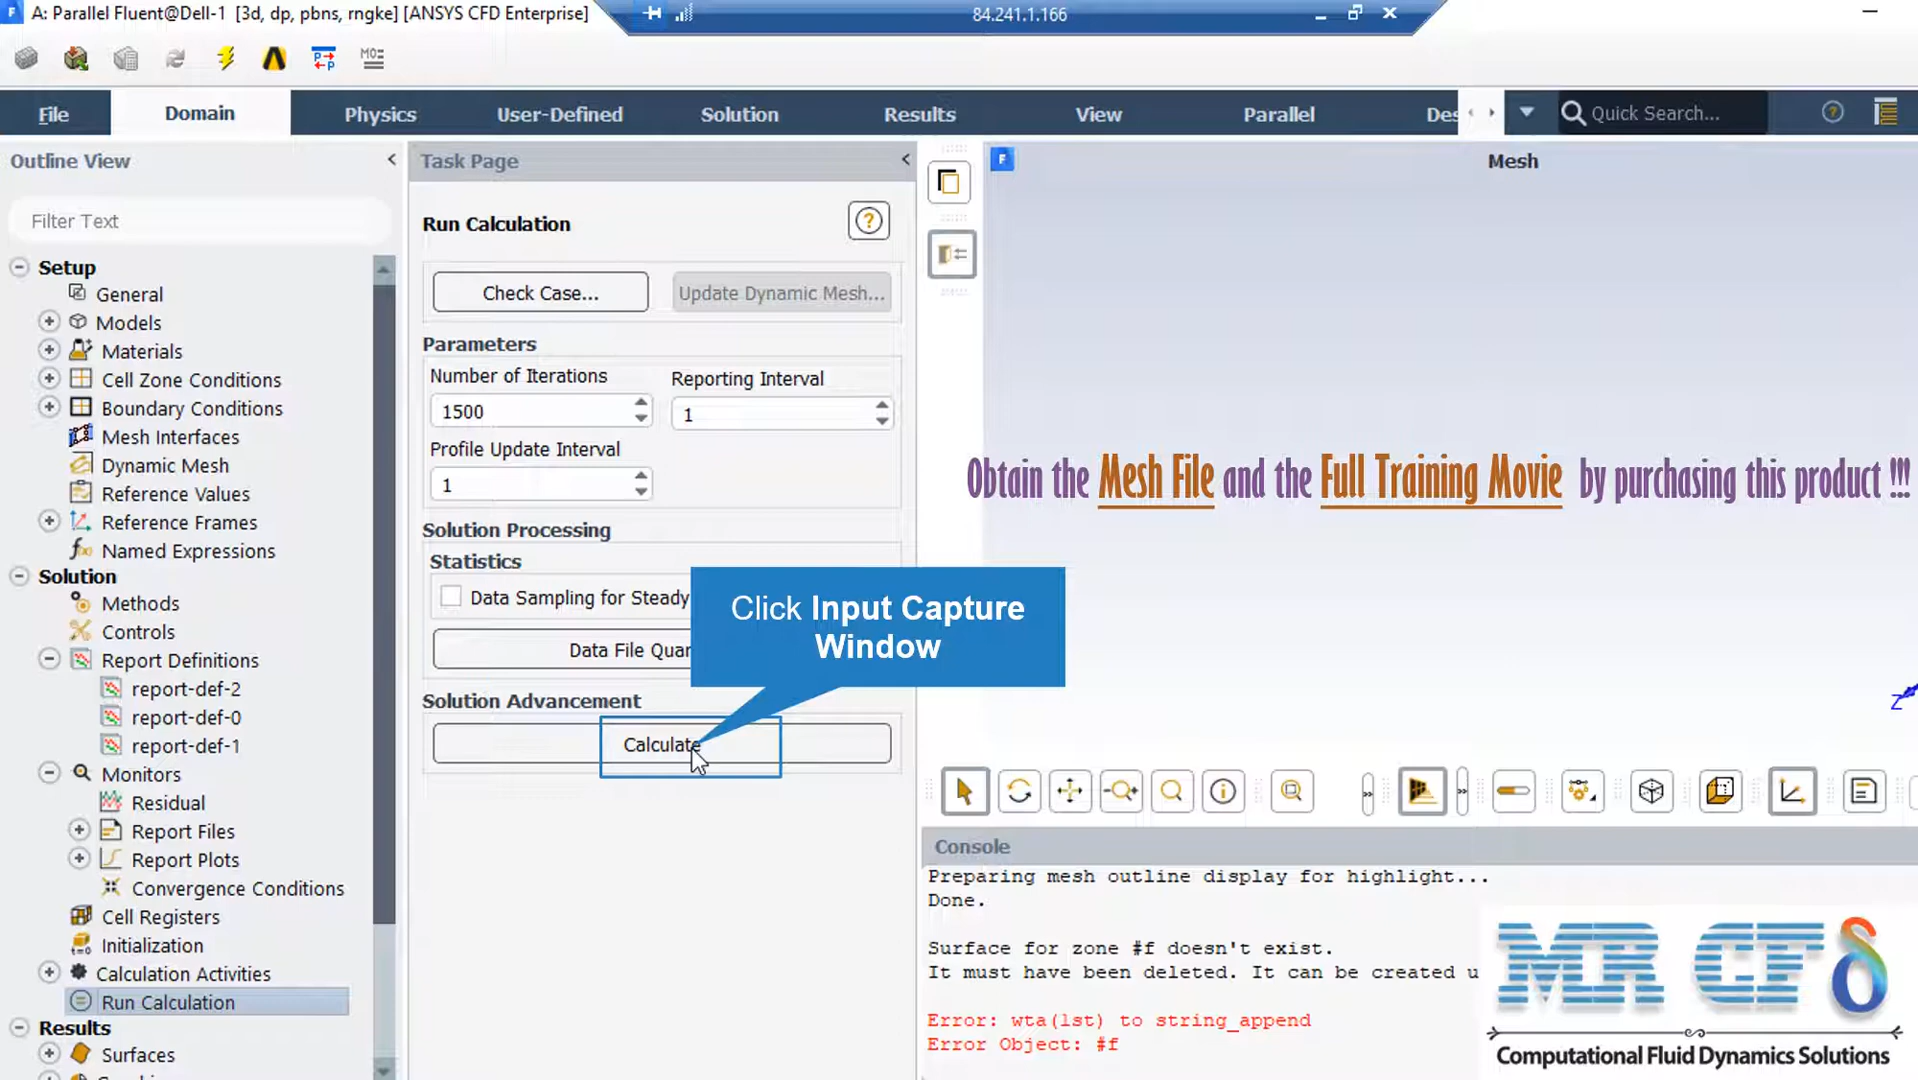 A: Parallel Fluent@Dell-1 [3d, dp, pbns, rngke] [ANSYS CFD Enterprise]
84.241.1.166
File
Domain
Physics
User-Defined
Solution
Results
View
Parallel
Des
Quick Search...
Outline View
Filter Text
Setup
General
Models
Materials
Cell Zone Conditions
Boundary Conditions
Mesh Interfaces
Dynamic Mesh
Reference Values
Reference Frames
Named Expressions
Solution
Methods
Controls
Report Definitions
report-def-2
report-def-0
report-def-1
Monitors
Residual
Report Files
Report Plots
Convergence Conditions
Cell Registers
Initialization
Calculation Activities
Run Calculation
Results
Surfaces
Task Page
Run Calculation
Check Case...
Update Dynamic Mesh...
Parameters
Number of Iterations
Reporting Interval
1500
1
Profile Update Interval
1
Solution Processing
Statistics
Data Sampling for Steady
Data File Quan
Solution Advancement
Calculate
Click Input Capture
Window
Mesh
Obtain the Mesh File and the Full Training Movie by purchasing this product !!!
Z
Console
Preparing mesh outline display for highlight...
Done.
Surface for zone #f doesn't exist.
It must have been deleted. It can be created u
Error: wta(1st) to string_append
Error Object: #f
MR CFD
Computational Fluid Dynamics Solutions